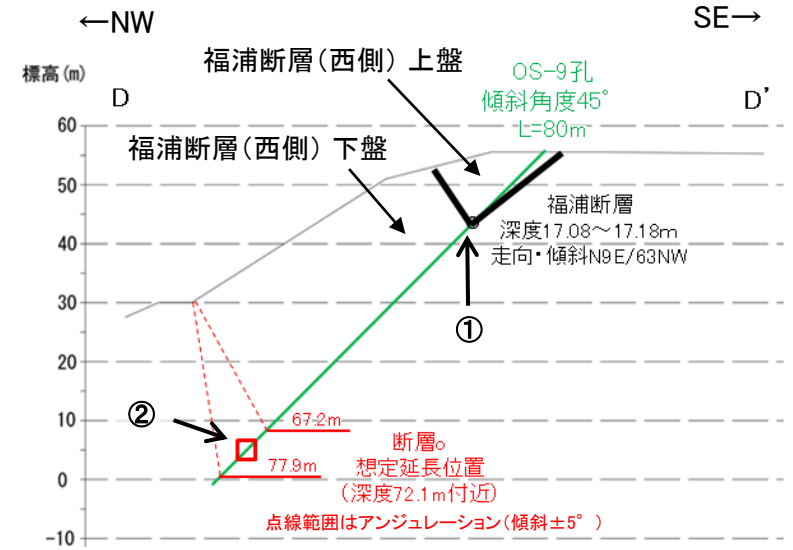 ←NW
SE→
標高(m)
福浦断層(西側) 上盤
OS-9孔
傾斜角度45°
L=80m
D
D'
福浦断層(西側) 下盤
60
50
40
30
20
10
0
-10
福浦断層
深度17.08～17.18m
走向・傾斜N9E/63NW
①
②
67.2m
77.9m
断層o
想定延長位置
(深度72.1m付近)
点線範囲はアンジュレーション(傾斜±5°)